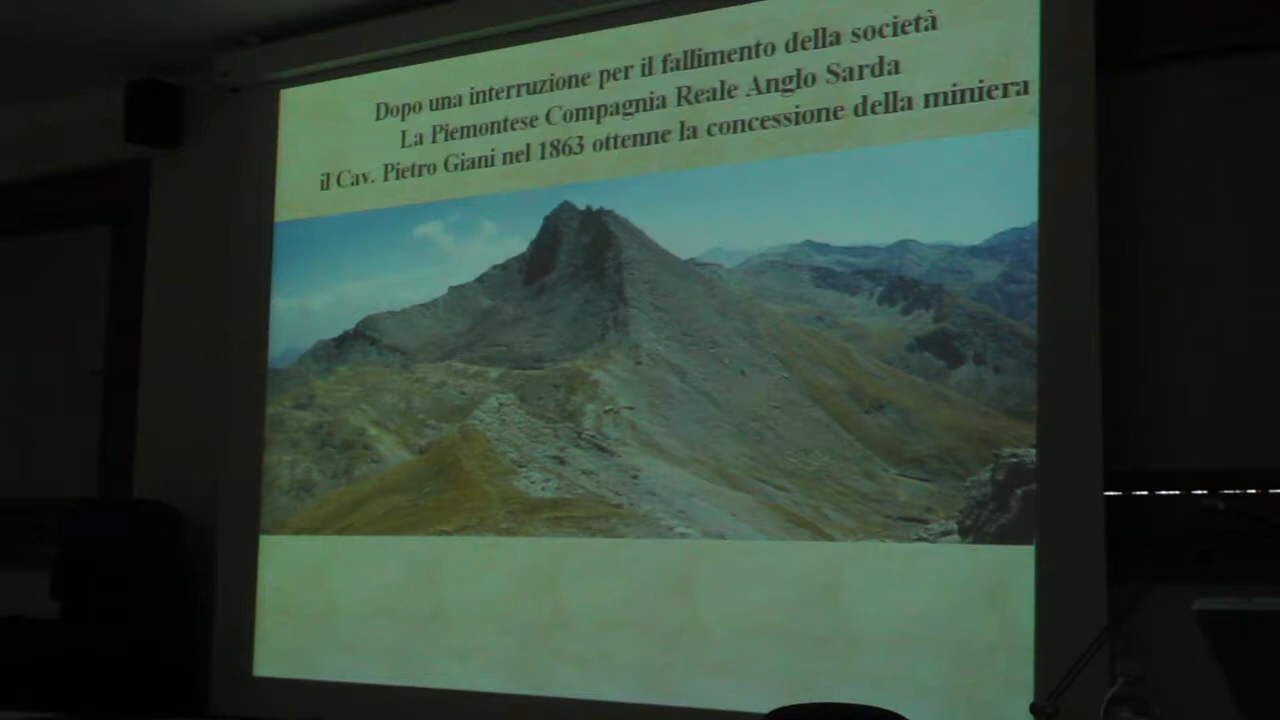 Dopo una interruzione per il fallimento della società
La Piemontese Compagnia Reale Anglo Sarda
il Cav. Pietro Giani nel 1863 ottenne la concessione della miniera